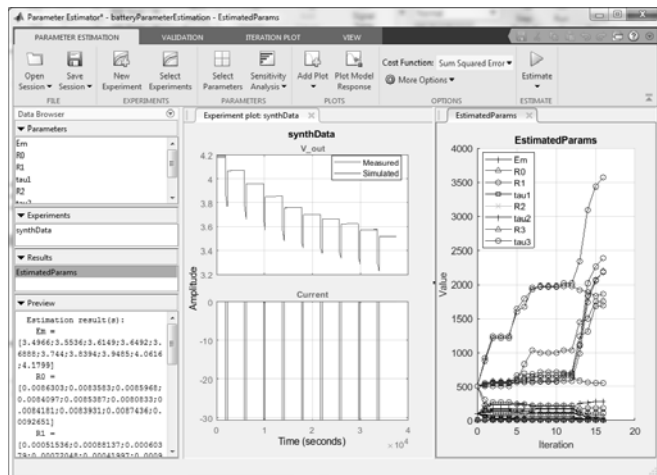 Parameter Estimator* - batteryParameterEstimation - EstimatedParams
PARAMETER ESTIMATION
VALIDATION
ITERATION PLOT
VIEW
Open Session
Save Session
New Experiment
Select Experiments
Select Parameters
Sensitivity Analysis
Add Plot
Plot Model Response
Cost Function: Sum Squared Error
More Options
Estimate
FILE
EXPERIMENTS
PARAMETERS
PLOTS
OPTIONS
ESTIMATE
Data Browser
Parameters
Em
R0
R1
tau1
R2
Experiments
synthData
Results
EstimatedParams
Preview
Estimation result(s):
Em =
[3.4966;3.5536;3.6149;3.6492;3.
6888;3.744;3.8394;3.9485;4.0616
;4.1799]
R0 =
[0.0086303;0.0083583;0.0085968;
0.0084097;0.0085387;0.0080833;0
.0084181;0.0083931;0.0087436;0.
0092651]
R1 =
[0.0051536;0.00088137;0.000603
Experiment plot: synthData
synthData
V_out
Measured
Simulated
4.2
4
3.8
3.6
3.4
3.2
Amplitude
Current
0
-10
-20
-30
0
1
2
3
4
× 10⁴
Time (seconds)
EstimatedParams
EstimatedParams
Em
R0
R1
tau1
R2
tau2
R3
tau3
4000
3500
3000
2500
2000
1500
1000
500
0
Value
0
5
10
15
20
Iteration